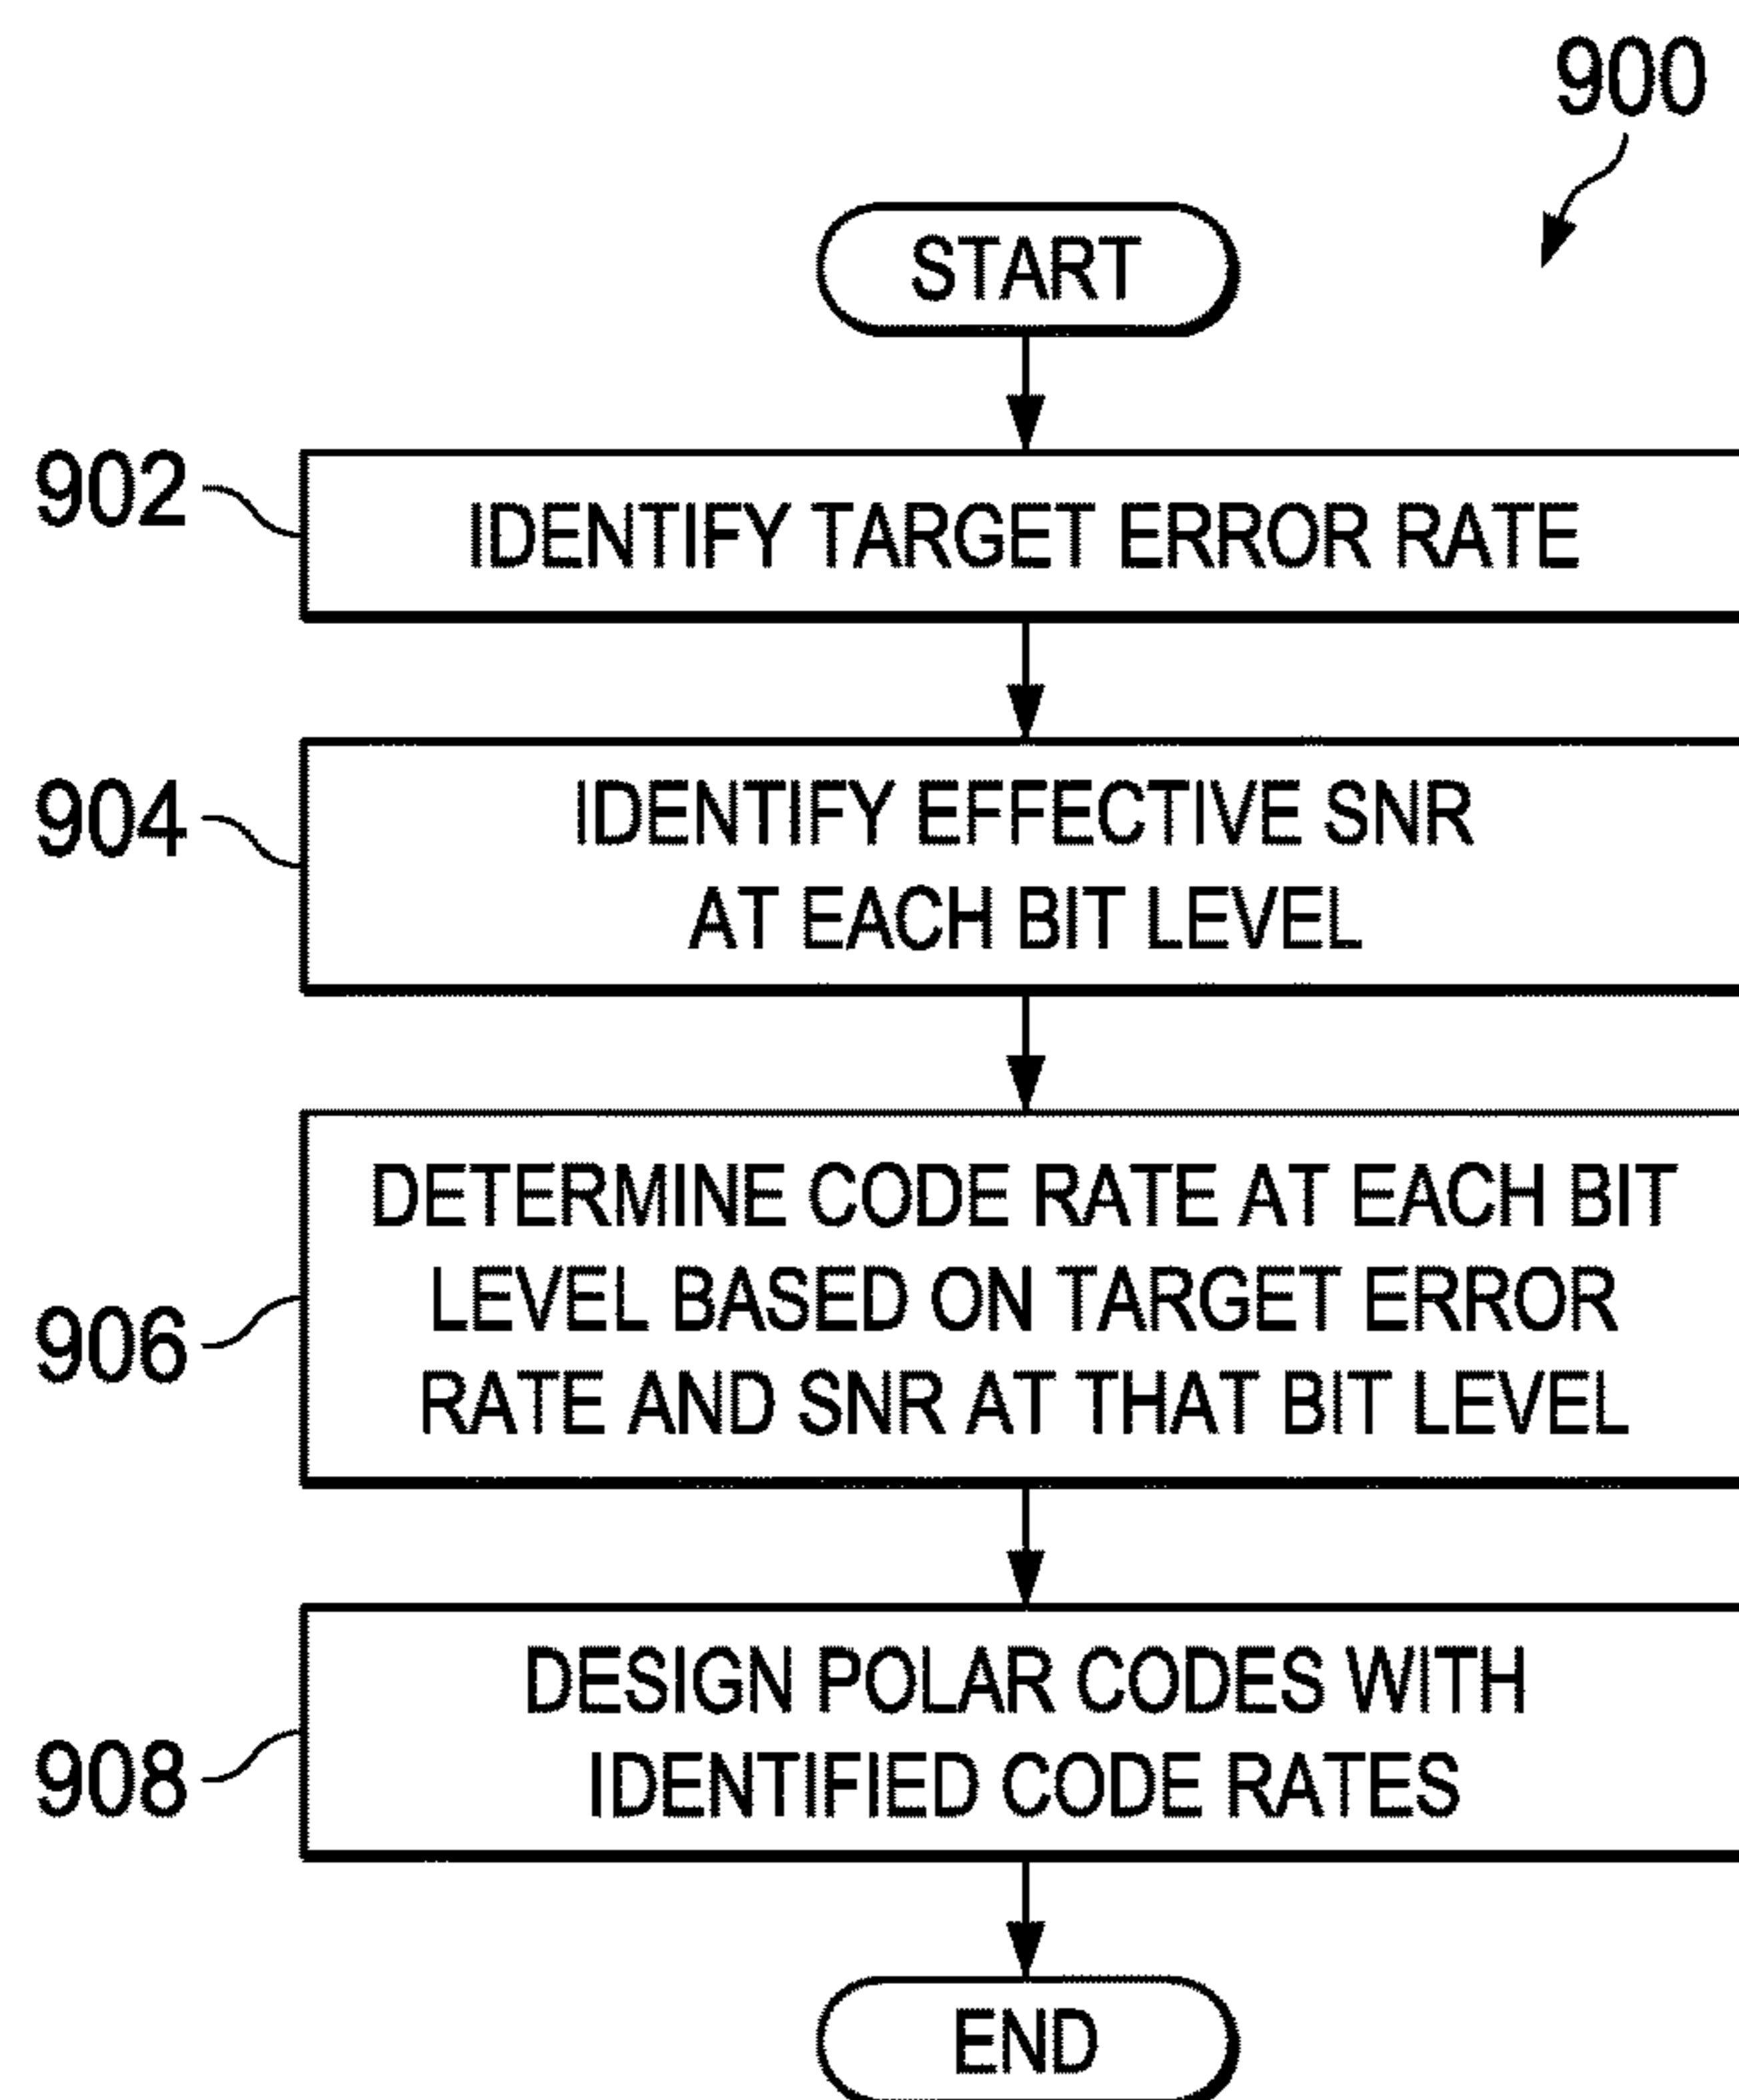 900
START
902
IDENTIFY TARGET ERROR RATE
904
IDENTIFY EFFECTIVE SNR
AT EACH BIT LEVEL
906
DETERMINE CODE RATE AT EACH BIT
LEVEL BASED ON TARGET ERROR
RATE AND SNR AT THAT BIT LEVEL
908
DESIGN POLAR CODES WITH
IDENTIFIED CODE RATES
END